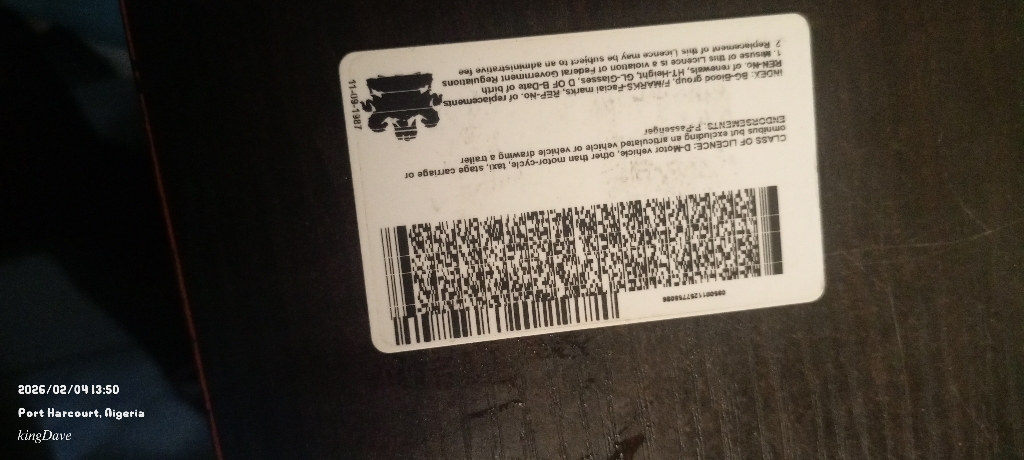 CLASS OF LICENCE: D-Motor vehicle, other than motor-cycle, taxi, stage carriage or
omnibus but excluding an articulated vehicle or vehicle drawing a trailer
ENDORSEMENTS: P-Passenger
INDEX: BG-Blood group, F/MARKS-Facial marks, REP-No. of replacements
REN-No. of renewals, HT-Height, GL-Glasses, D OF B-Date of birth
1. Misuse of this Licence is a violation of Federal Government Regulations
2 Replacement of this Licence may be subject to an administrative fee
11-09-1987
2026/02/04 13:50
Port Harcourt, Nigeria
kingDave